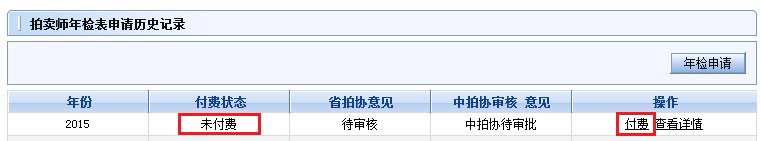 拍卖师年检表申请历史记录
年检申请
年份 付费状态 省拍协意见 中拍协审核 意见 操作
2015 未付费 待审核 中拍协待审批 付费 查看详情